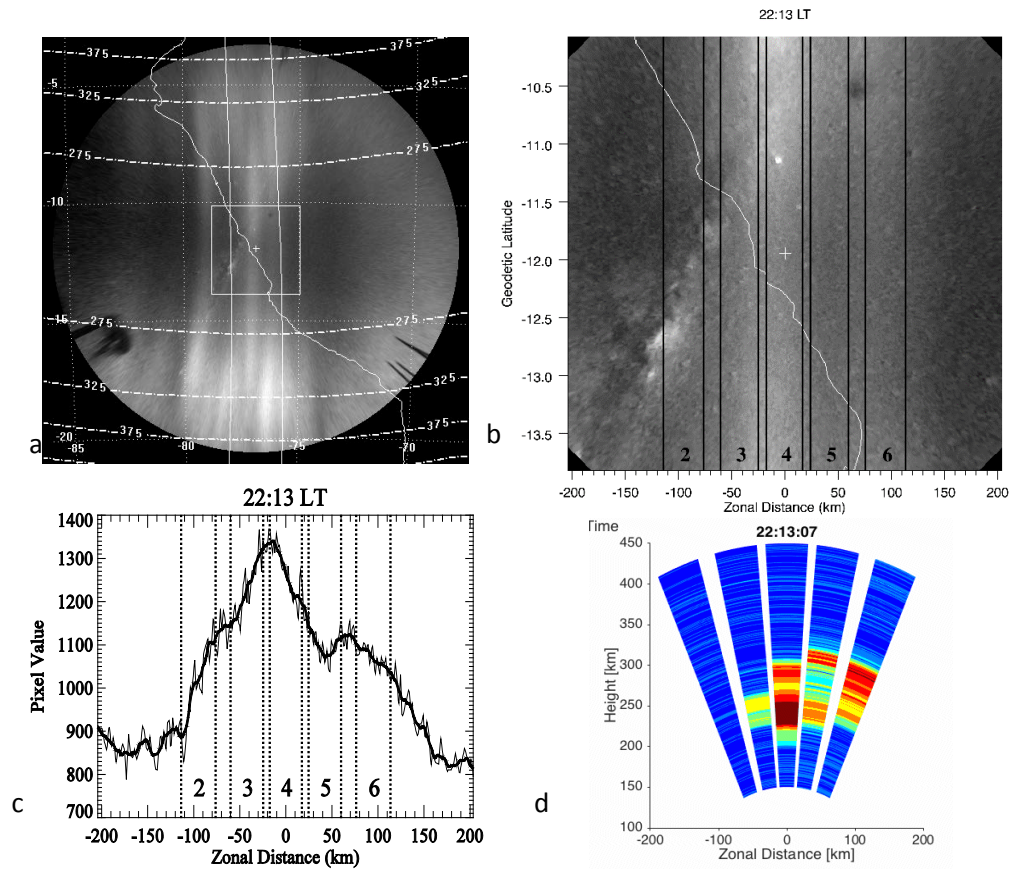 375
375
-5
325
325
275
275
-85
-80
-75
-70
-10
-15
275
275
325
325
375
375
-20
-85
-80
-75
a
22:13 LT
Geodetic Latitude
-10.5
-11.0
-11.5
-12.0
-12.5
-13.0
-13.5
2 3 4 5 6
-200 -150 -100 -50 0 50 100 150 200
Zonal Distance (km)
b
22:13 LT
Pixel Value
1400
1300
1200
1100
1000
900
800
700
2 3 4 5 6
-200 -150 -100 -50 0 50 100 150 200
Zonal Distance (km)
c
Time
22:13:07
Height [km]
450
400
350
300
250
200
150
100
-200 -100 0 100 200
Zonal Distance [km]
d